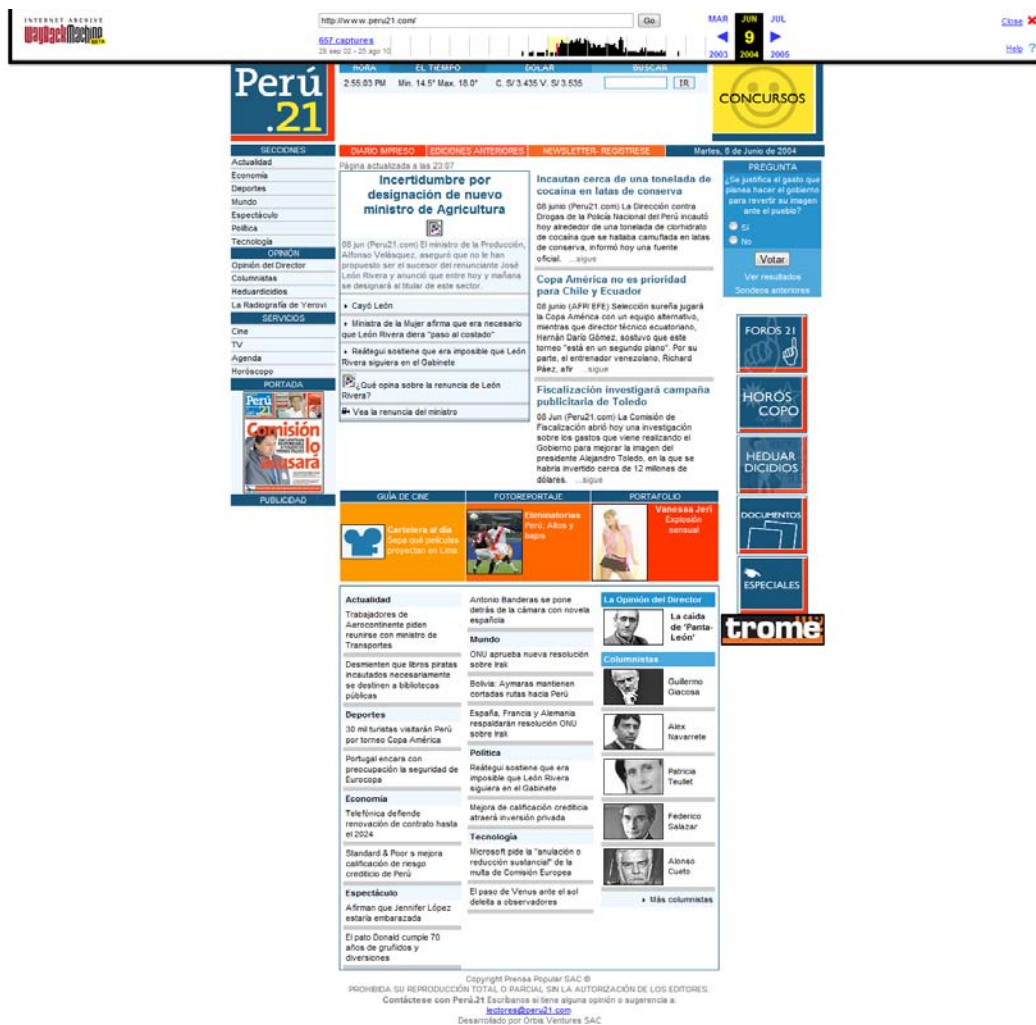 INTERNET ARCHIVE
WayBackMachine
BETA
http://www.peru21.com/
Go
657 captures
28 sep 02 - 25 ago 10
MAR JUN JUL
9
2003 2004 2005
Close
Help ?
HORA EL TIEMPO DOLAR BUSCAR
2:55:03 PM Min. 14.5° Max. 18.0° C. S/ 3.435 V. S/ 3.535 IR
Perú
.21
CONCURSOS
SECCIONES
Actualidad
Economía
Deportes
Mundo
Espectáculo
Política
Tecnología
OPINIÓN
Opinión del Director
Columnistas
Heduardicidios
La Radiografía de Yerovi
SERVICIOS
Cine
TV
Agenda
Horóscopo
PORTADA
Perú
.21
Comisión
lo
acusará
PUBLICIDAD
DIARIO IMPRESO EDICIONES ANTERIORES NEWSLETTER- REGISTRESE Martes, 8 de Junio de 2004
Página actualizada a las 23:07
Incertidumbre por
designación de nuevo
ministro de Agricultura
08 jun (Peru21.com) El ministro de la Producción,
Alfonso Velásquez, aseguró que no le han
propuesto ser el sucesor del renunciante José
León Rivera y anunció que entre hoy y mañana
se designará al titular de este sector.
Cayó León
Ministra de la Mujer afirma que era necesario
que León Rivera diera "paso al costado"
Reátegui sostiene que era imposible que León
Rivera siguiera en el Gabinete
¿Qué opina sobre la renuncia de León
Rivera?
Vea la renuncia del ministro
Incautan cerca de una tonelada de
cocaína en latas de conserva
08 junio (Peru21.com) La Dirección contra
Drogas de la Policía Nacional del Perú incautó
hoy alrededor de una tonelada de clorhidrato
de cocaína que se hallaba camuflada en latas
de conserva, informó hoy una fuente
oficial. ...sigue
Copa América no es prioridad
para Chile y Ecuador
08 junio (AFP/ EFE) Selección sureña jugará
la Copa América con un equipo alternativo,
mientras que director técnico ecuatoriano,
Hernán Darío Gómez, sostuvo que este
torneo "está en un segundo plano". Por su
parte, el entrenador venezolano, Richard
Páez, afir ...sigue
Fiscalización investigará campaña
publicitaria de Toledo
08 Jun (Peru21.com) La Comisión de
Fiscalización abrió hoy una investigación
sobre los gastos que viene realizando el
Gobierno para mejorar la imagen del
presidente Alejandro Toledo, en la que se
habría invertido cerca de 12 millones de
dólares. ...sigue
PREGUNTA
¿Se justifica el gasto que
planea hacer el gobierno
para revertir su imagen
ante el pueblo?
Sí
No
Votar
Ver resultados
Sondeos anteriores
FOROS 21
HORÓS
COPO
HEDUAR
DICIDIOS
DOCUMENTOS
ESPECIALES
trome
GUÍA DE CINE FOTOREPORTAJE PORTAFOLIO
Cartelera al día
Sepa qué películas
proyectan en Lima
Eliminatorias
Perú: Altos y
bajos
Vanessa Jerí
Explosión
sensual
Actualidad
Trabajadores de
Aerocontinente piden
reunirse con ministro de
Transportes
Desmienten que libros piratas
incautados necesariamente
se destinen a bibliotecas
públicas
Deportes
30 mil turistas visitarán Perú
por torneo Copa América
Portugal encara con
preocupación la seguridad de
Eurocopa
Economía
Telefónica defiende
renovación de contrato hasta
el 2024
Standard & Poor s mejora
calificación de riesgo
crediticio de Perú
Espectáculo
Afirman que Jennifer López
estaría embarazada
El pato Donald cumple 70
años de gruñidos y
diversiones
Antonio Banderas se pone
detrás de la cámara con novela
española
Mundo
ONU aprueba nueva resolución
sobre Irak
Bolivia: Aymaras mantienen
cortadas rutas hacia Perú
España, Francia y Alemania
respaldarán resolución ONU
sobre Irak
Política
Reátegui sostiene que era
imposible que León Rivera
siguiera en el Gabinete
Mejora de calificación crediticia
atraerá inversión privada
Tecnología
Microsoft pide la "anulación o
reducción sustancial" de la
multa de Comisión Europea
El paso de Venus ante el sol
deleita a observadores
La Opinión del Director
La caída
de 'Panta-
León'
Columnistas
Guillermo
Giacosa
Alex
Navarrete
Patricia
Teullet
Federico
Salazar
Alonso
Cueto
Más columnistas
Copyright Prensa Popular SAC ®
PROHIBIDA SU REPRODUCCIÓN TOTAL O PARCIAL SIN LA AUTORIZACIÓN DE LOS EDITORES.
Contáctese con Perú.21 Escríbanos si tiene alguna opinión o sugerencia a:
lectores@peru21.com
Desarrollado por Orbis Ventures SAC